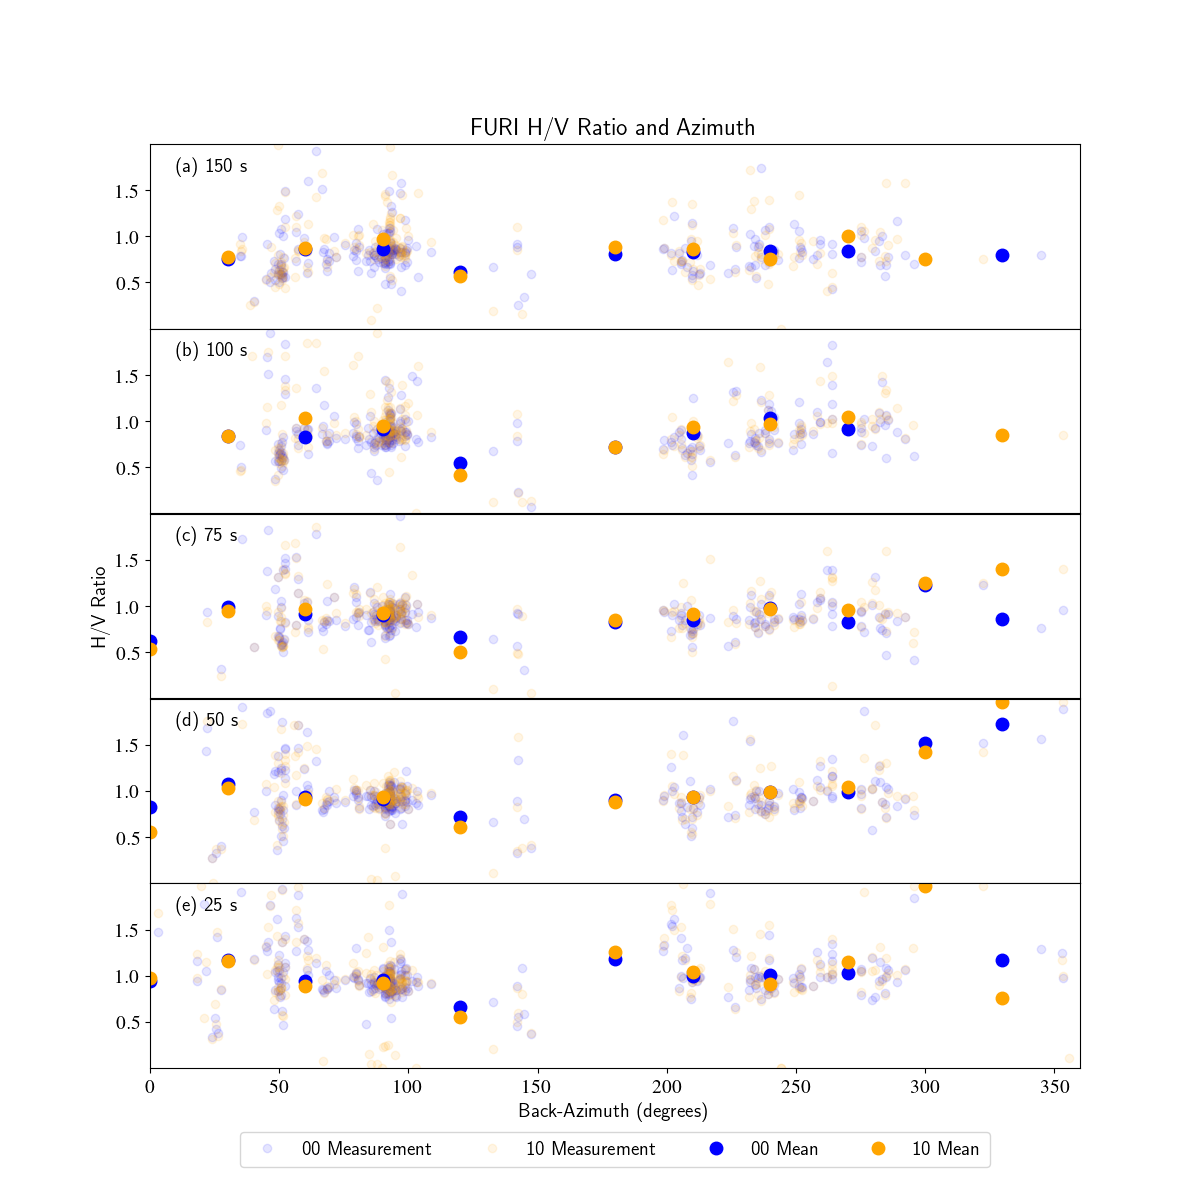 FURI H/V Ratio and Azimuth
(a) 150 s
1.5
1.0
0.5
(b) 100 s
1.5
1.0
0.5
(c) 75 s
1.5
1.0
0.5
H/V Ratio
(d) 50 s
1.5
1.0
0.5
(e) 25 s
1.5
1.0
0.5
0 50 100 150 200 250 300 350
Back-Azimuth (degrees)
00 Measurement 10 Measurement 00 Mean 10 Mean